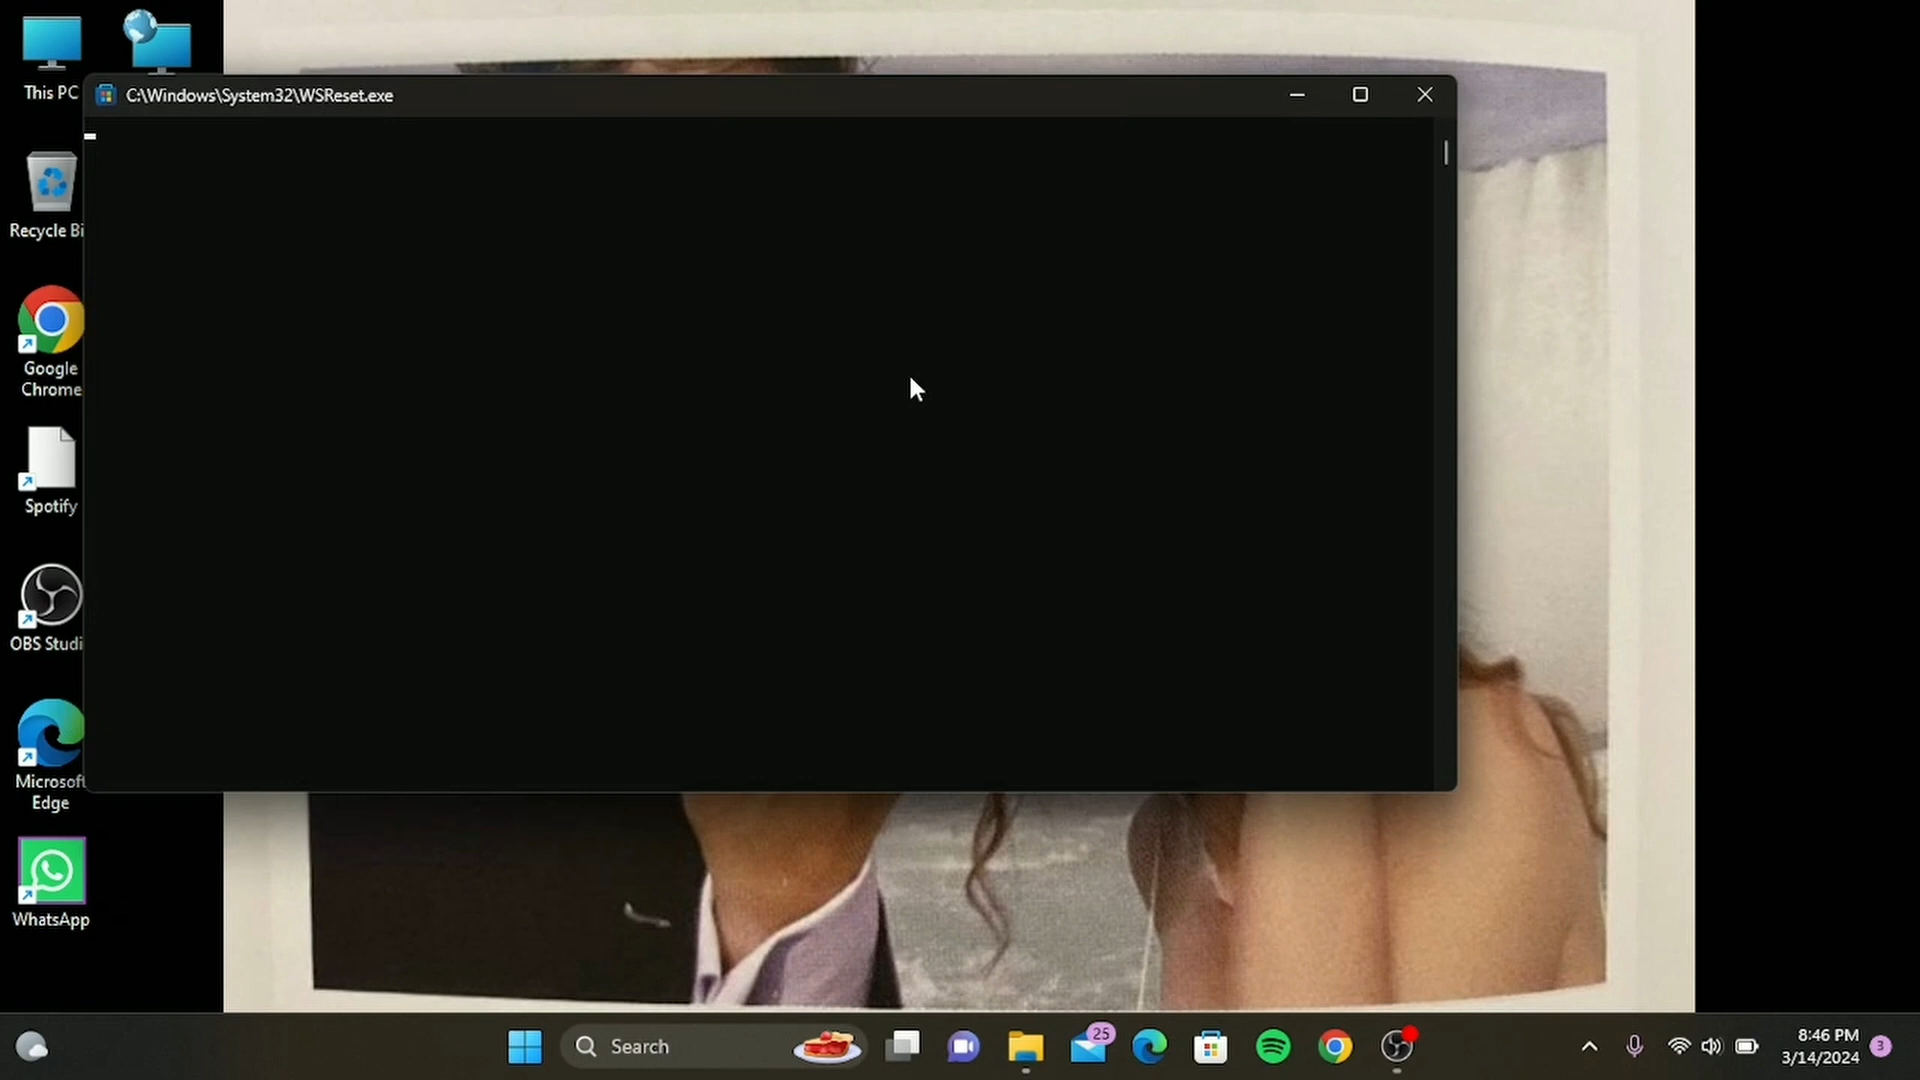 This PC
C:\Windows\System32\WSReset.exe
Recycle Bi
Google
Chrome
Spotify
OBS Studi
Microsoft
Edge
WhatsApp
Search
25
8:46 PM
3/14/2024
3